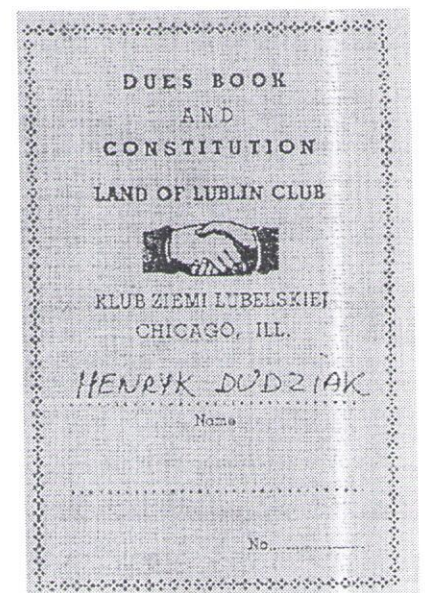 DUES BOOK
AND
CONSTITUTION
LAND OF LUBLIN CLUB
KLUB ZIEMI LUBELSKIEJ
CHICAGO, ILL.
HENRYK DUDZIAK
Name
No.